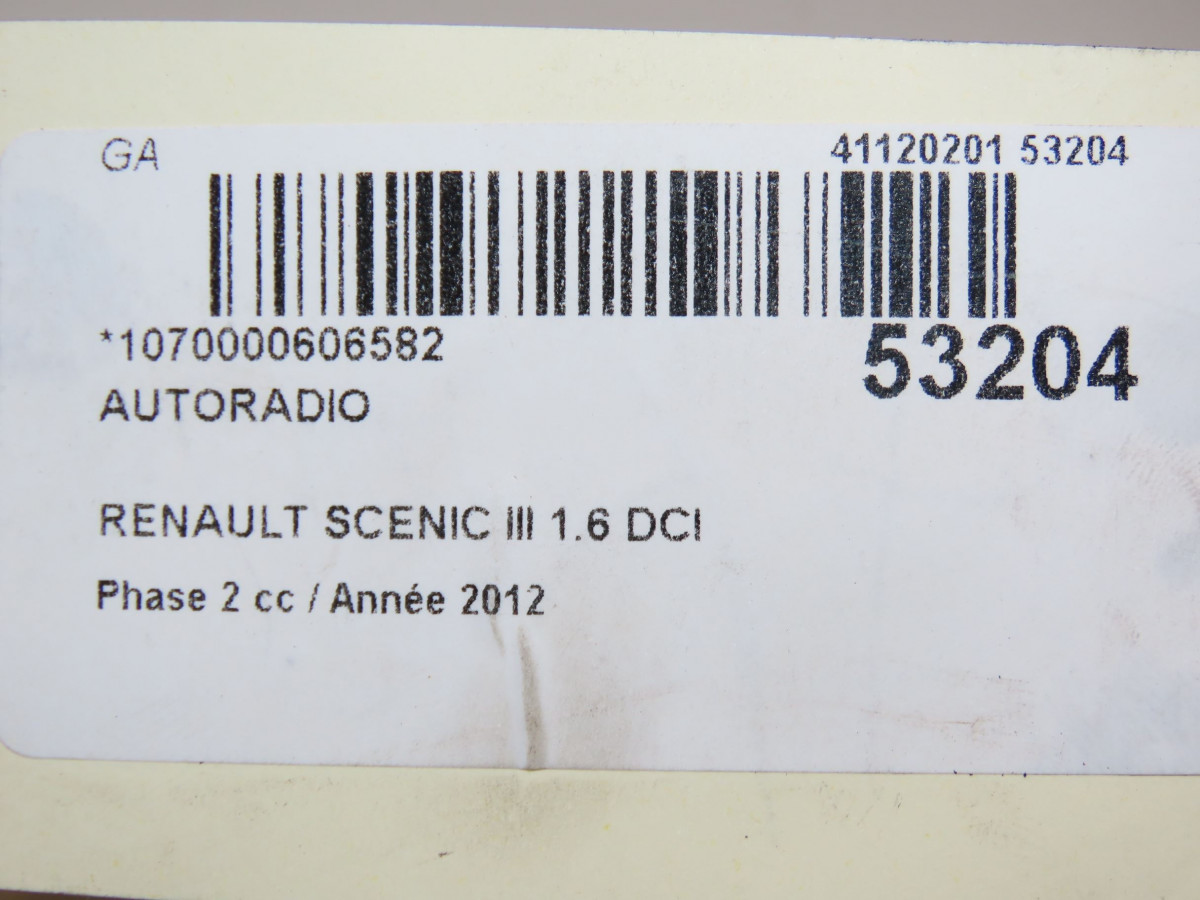 GA
41120201 53204
*1070000606582
53204
AUTORADIO
RENAULT SCENIC III 1.6 DCI
Phase 2 cc / Année 2012